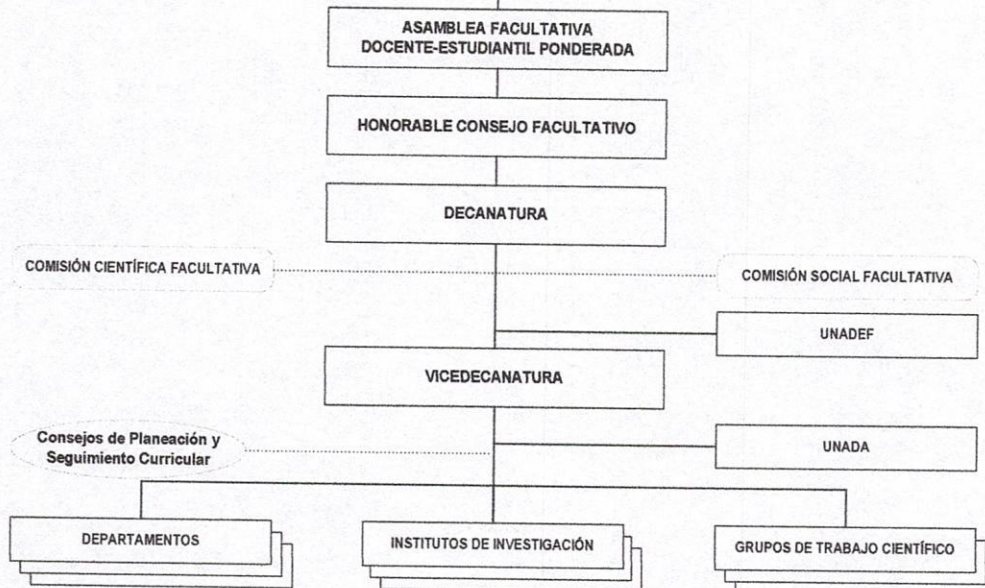 ASAMBLEA FACULTATIVA
DOCENTE-ESTUDIANTIL PONDERADA
HONORABLE CONSEJO FACULTATIVO
DECANATURA
COMISIÓN CIENTÍFICA FACULTATIVA
COMISIÓN SOCIAL FACULTATIVA
UNADEF
VICEDECANATURA
Consejos de Planeación y
Seguimiento Curricular
UNADA
DEPARTAMENTOS
INSTITUTOS DE INVESTIGACIÓN
GRUPOS DE TRABAJO CIENTÍFICO